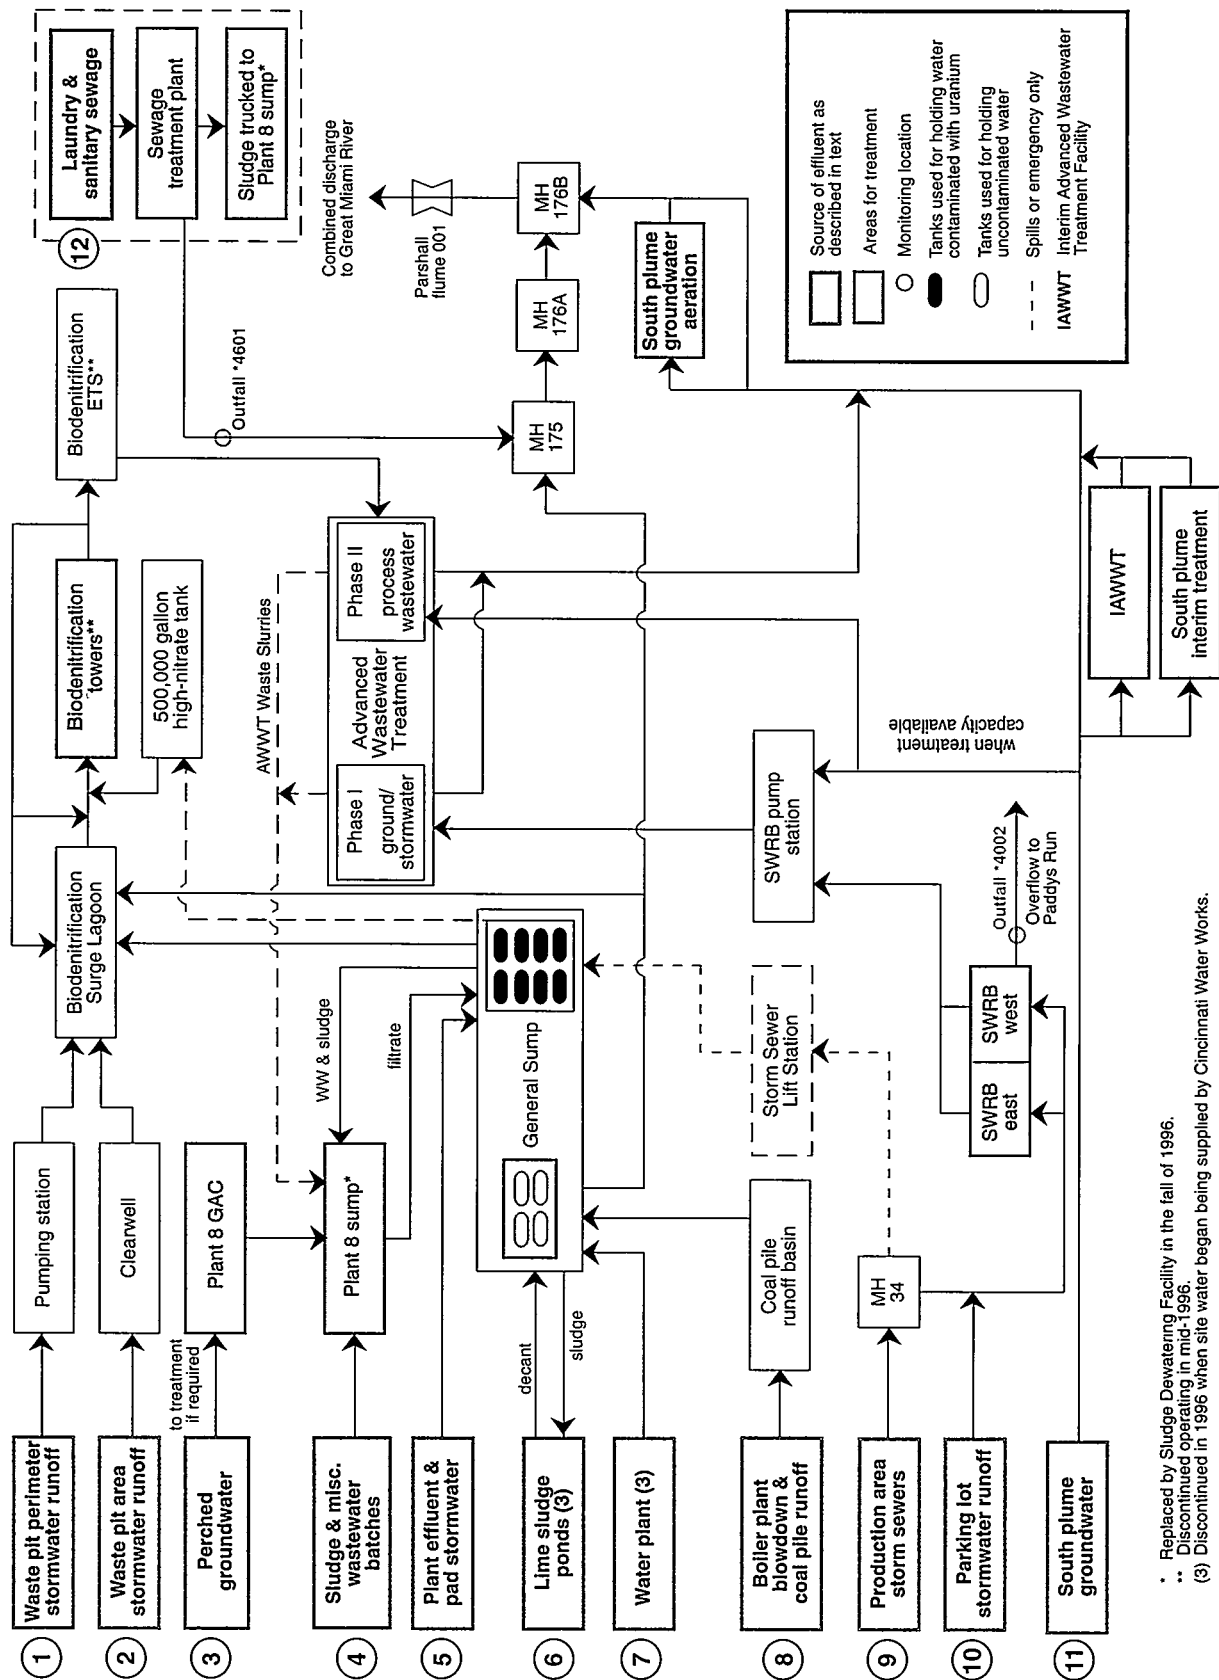 1
Waste pit perimeter
stormwater runoff
Pumping station
2
Waste pit area
stormwater runoff
Clearwell
3
Perched
groundwater
to treatment
if required
Plant 8 GAC
4
Sludge & misc.
wastewater
batches
Plant 8 sump*
5
Plant effluent &
pad stormwater
6
Lime sludge
ponds (3)
decant
sludge
7
Water plant (3)
8
Boiler plant
blowdown &
coal pile runoff
Coal pile
runoff basin
9
Production area
storm sewers
MH
34
10
Parking lot
stormwater runoff
11
South plume
groundwater
Biodenitrification
Surge Lagoon
WW & sludge
filtrate
General Sump
Storm Sewer
Lift Station
SWRB
east
SWRB
west
Outfall *4002
Overflow to
Paddys Run
Biodenitrification
towers**
500,000 gallon
high-nitrate tank
AWWT Waste Slurries
Phase I
ground/
stormwater
Advanced
Wastewater
Treatment
Phase II
process
wastewater
SWRB pump
station
when treatment
capacity available
IAWWT
South plume
interim treatment
Biodenitrification
ETS**
12
Laundry &
sanitary sewage
Sewage
treatment plant
Sludge trucked to
Plant 8 sump*
Outfall *4601
MH
175
MH
176A
MH
176B
Parshall
flume 001
Combined discharge
to Great Miami River
South plume
groundwater
aeration
Source of effluent as
described in text
Areas for treatment
Monitoring location
Tanks used for holding water
contaminated with uranium
Tanks used for holding
uncontaminated water
Spills or emergency only
IAWWT Interim Advanced Wastewater
Treatment Facility
* Replaced by Sludge Dewatering Facility in the fall of 1996.
** Discontinued operating in mid-1996.
(3) Discontinued in 1996 when site water began being supplied by Cincinnati Water Works.